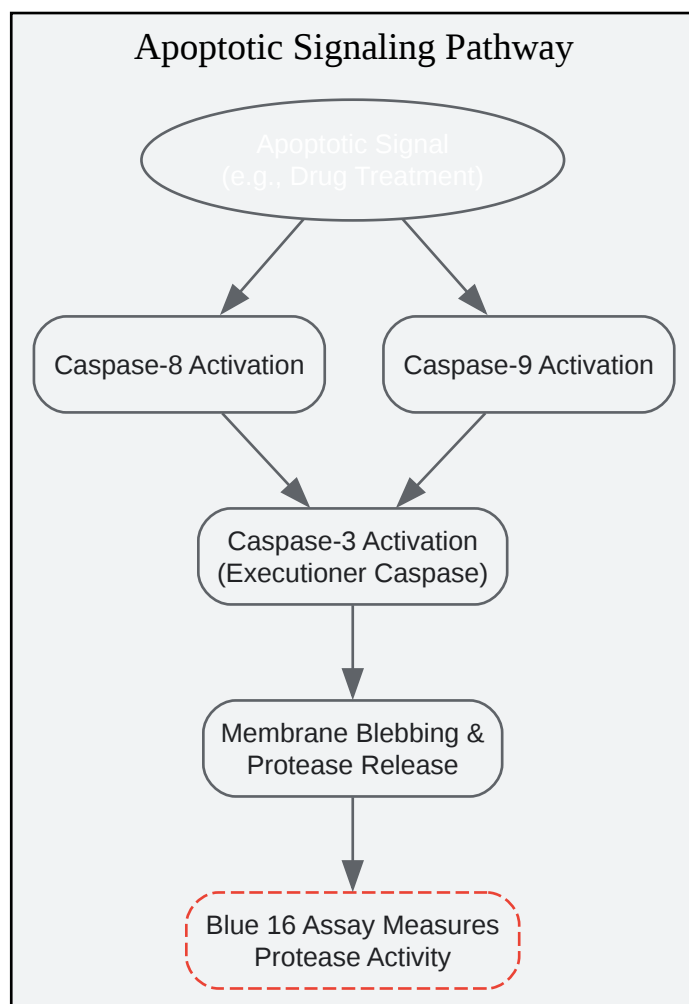 Apoptotic Signaling Pathway
Apoptotic Signal
(e.g., Drug Treatment)
Caspase-8 Activation
Caspase-9 Activation
Caspase-3 Activation
(Executioner Caspase)
Membrane Blebbing &
Protease Release
Blue 16 Assay Measures
Protease Activity